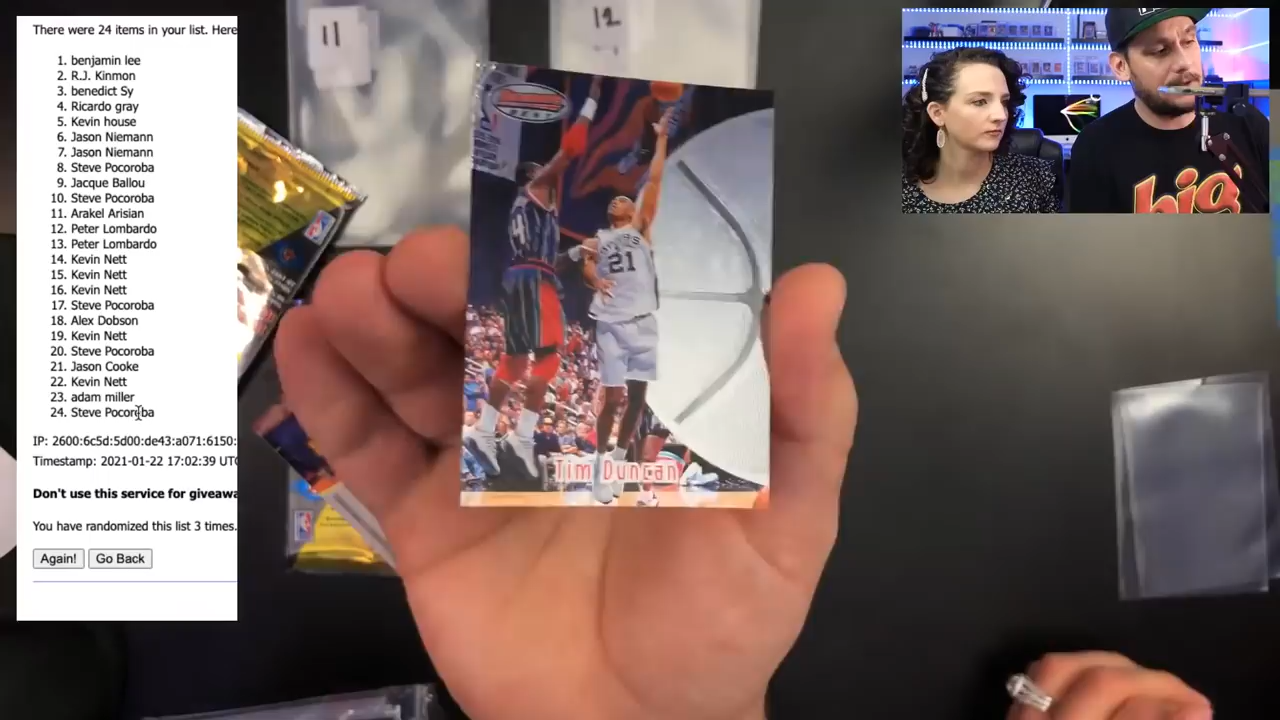 There were 24 items in your list. Here
1. benjamin lee
2. R.J. Kinmon
3. benedict Sy
4. Ricardo gray
5. Kevin house
6. Jason Niemann
7. Jason Niemann
8. Steve Pocoroba
9. Jacque Ballou
10. Steve Pocoroba
11. Arakel Arisian
12. Peter Lombardo
13. Peter Lombardo
14. Kevin Nett
15. Kevin Nett
16. Kevin Nett
17. Steve Pocoroba
18. Alex Dobson
19. Kevin Nett
20. Steve Pocoroba
21. Jason Cooke
22. Kevin Nett
23. adam miller
24. Steve Pocoroba
IP: 2600:6c5d:5d00:de43:a071:6150:
Timestamp: 2021-01-22 17:02:39 UTC
Don't use this service for giveawa
You have randomized this list 3 times.
Again! Go Back
11
12
BEST
SPURS
21
4
Tim Duncan
big